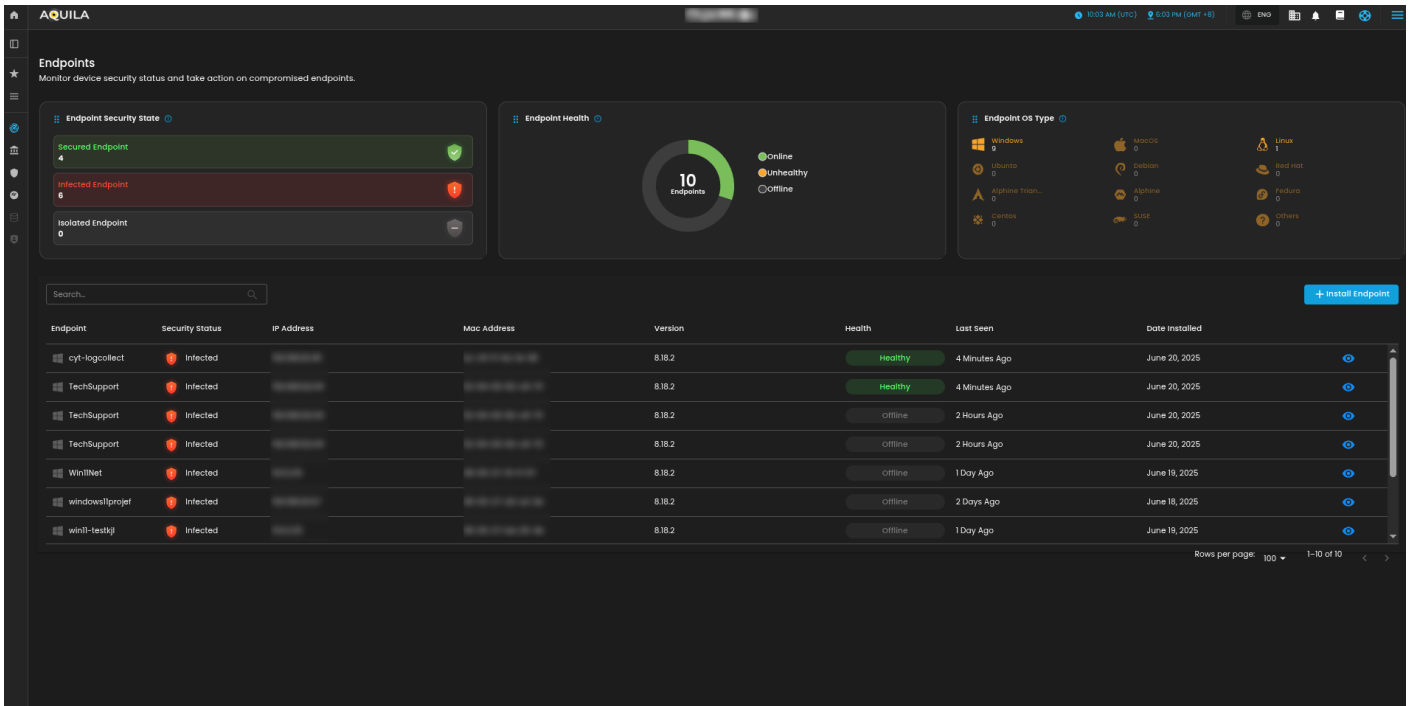 AQUILA
10:03 AM (UTC) 6:03 PM (GMT +8) ENG
Endpoints
Monitor device security status and take action on compromised endpoints.
Endpoint Security State
Secured Endpoint
4
Infected Endpoint
6
Isolated Endpoint
0
Endpoint Health
10
Endpoints
Online
Unhealthy
Offline
Endpoint OS Type
Windows
9
MacOS
0
Linux
1
Ubunto
0
Debian
0
Red Hat
0
Alphine Trian...
0
Alphine
0
Fedura
0
Centos
0
SUSE
0
Others
0
Search..
+ Install Endpoint
Endpoint Security Status IP Address Mac Address Version Health Last Seen Date Installed
cyt-logcollect Infected 8.18.2 Healthy 4 Minutes Ago June 20, 2025
TechSupport Infected 8.18.2 Healthy 4 Minutes Ago June 20, 2025
TechSupport Infected 8.18.2 Offline 2 Hours Ago June 20, 2025
TechSupport Infected 8.18.2 Offline 2 Hours Ago June 20, 2025
Win11Net Infected 8.18.2 Offline 1 Day Ago June 19, 2025
windows11projef Infected 8.18.2 Offline 2 Days Ago June 18, 2025
win11-testkjl Infected 8.18.2 Offline 1 Day Ago June 19, 2025
Rows per page: 100 1–10 of 10